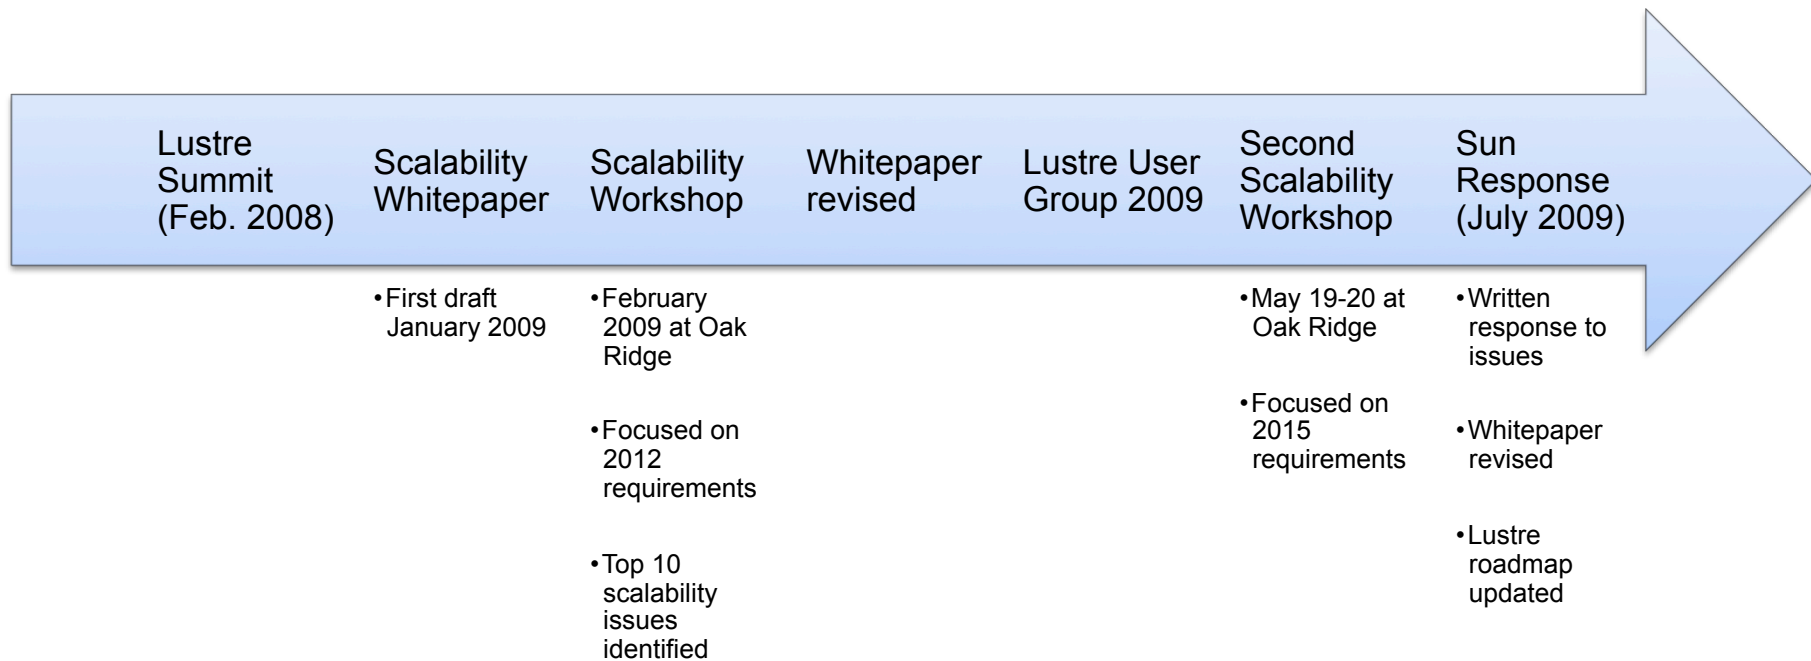 Lustre
Summit
(Feb. 2008)
Scalability
Whitepaper
•First draft
January 2009
Scalability
Workshop
•February
2009 at Oak
Ridge
•Focused on
2012
requirements
•Top 10
scalability
issues
identified
Whitepaper
revised
Lustre User
Group 2009
Second
Scalability
Workshop
•May 19-20 at
Oak Ridge
•Focused on
2015
requirements
Sun
Response
(July 2009)
•Written
response to
issues
•Whitepaper
revised
•Lustre
roadmap
updated